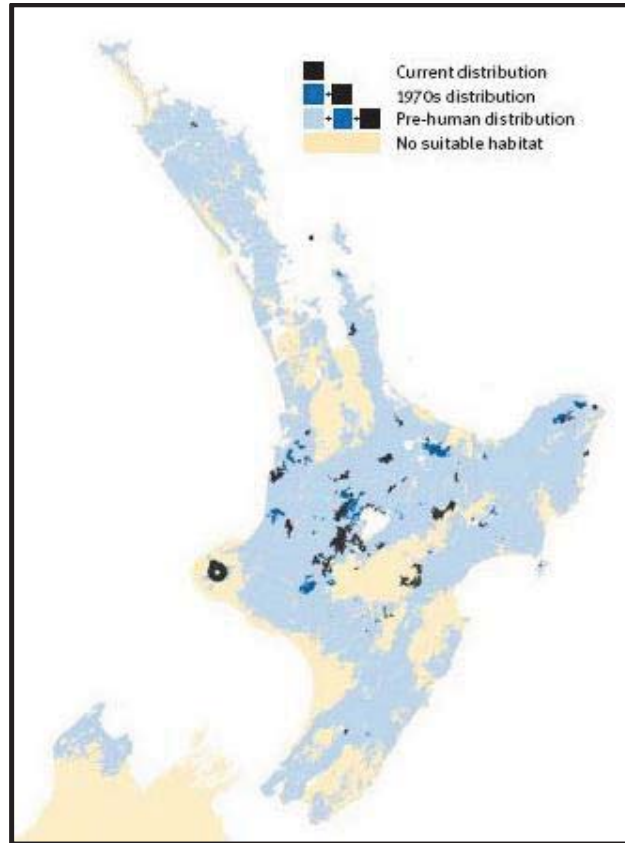 Current distribution
+ 1970s distribution
+ + Pre-human distribution
No suitable habitat